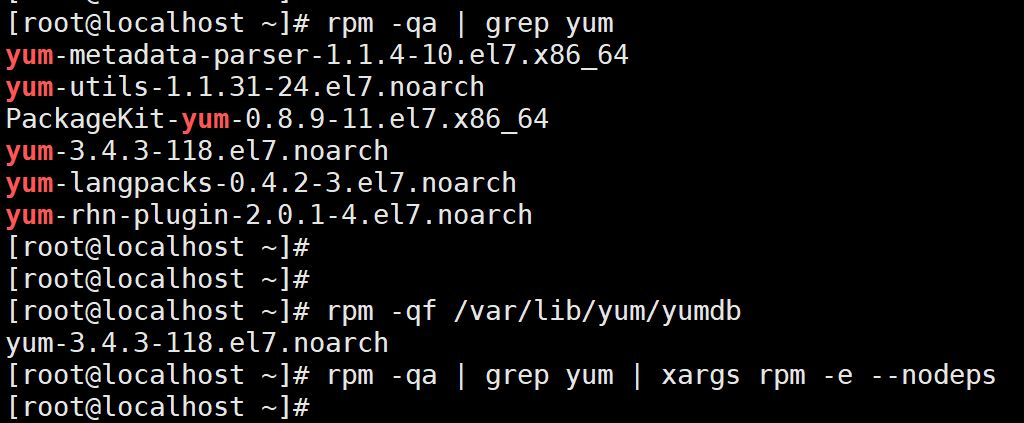 [root@localhost ~]# rpm -qa | grep yum
yum-metadata-parser-1.1.4-10.el7.x86_64
yum-utils-1.1.31-24.el7.noarch
PackageKit-yum-0.8.9-11.el7.x86_64
yum-3.4.3-118.el7.noarch
yum-langpacks-0.4.2-3.el7.noarch
yum-rhn-plugin-2.0.1-4.el7.noarch
[root@localhost ~]#
[root@localhost ~]#
[root@localhost ~]# rpm -qf /var/lib/yum/yumdb
yum-3.4.3-118.el7.noarch
[root@localhost ~]# rpm -qa | grep yum | xargs rpm -e --nodeps
[root@localhost ~]#